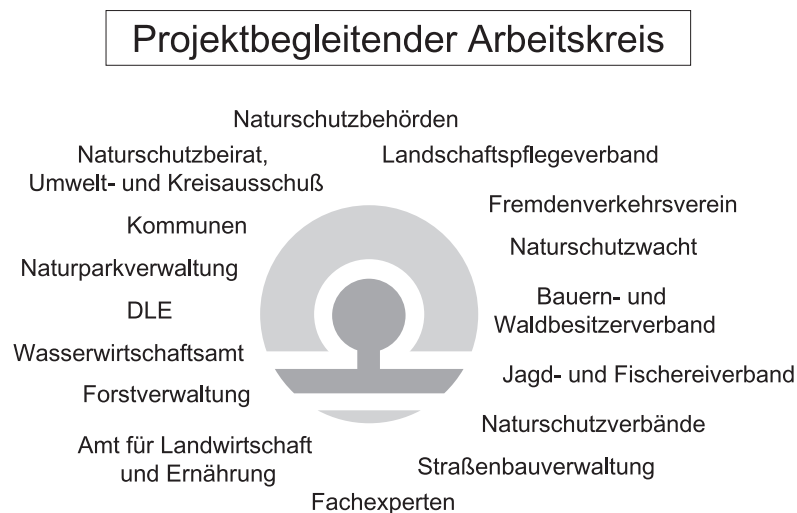 Projektbegleitender Arbeitskreis
Naturschutzbehörden
Naturschutzbeirat,
Umwelt- und Kreisausschuß
Kommunen
Naturparkverwaltung
DLE
Wasserwirtschaftsamt
Forstverwaltung
Amt für Landwirtschaft
und Ernährung
Landschaftspflegeverband
Fremdenverkehrsverein
Naturschutzwacht
Bauern- und
Waldbesitzerverband
Jagd- und Fischereiverband
Naturschutzverbände
Straßenbauverwaltung
Fachexperten